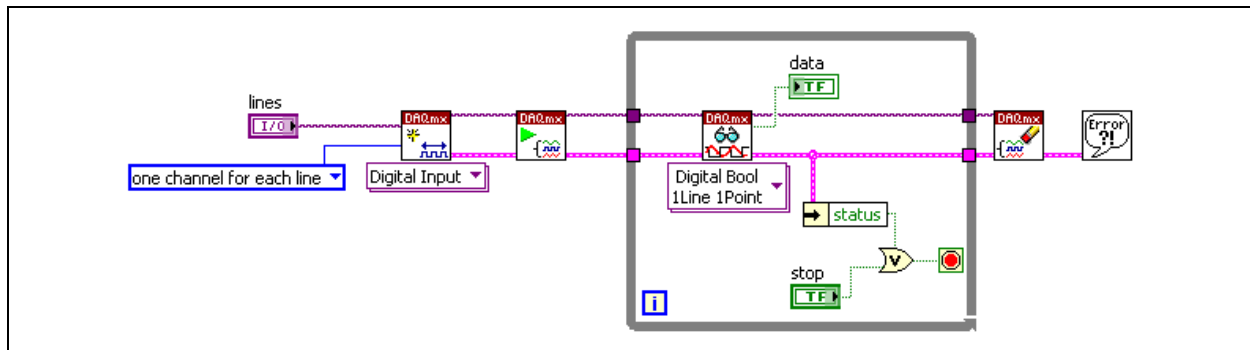 data
TF
lines
I/O
DAQmx
DAQmx
DAQmx
DAQmx
Error
?!
one channel for each line
Digital Input
Digital Bool
1Line 1Point
status
V
stop
TF
i